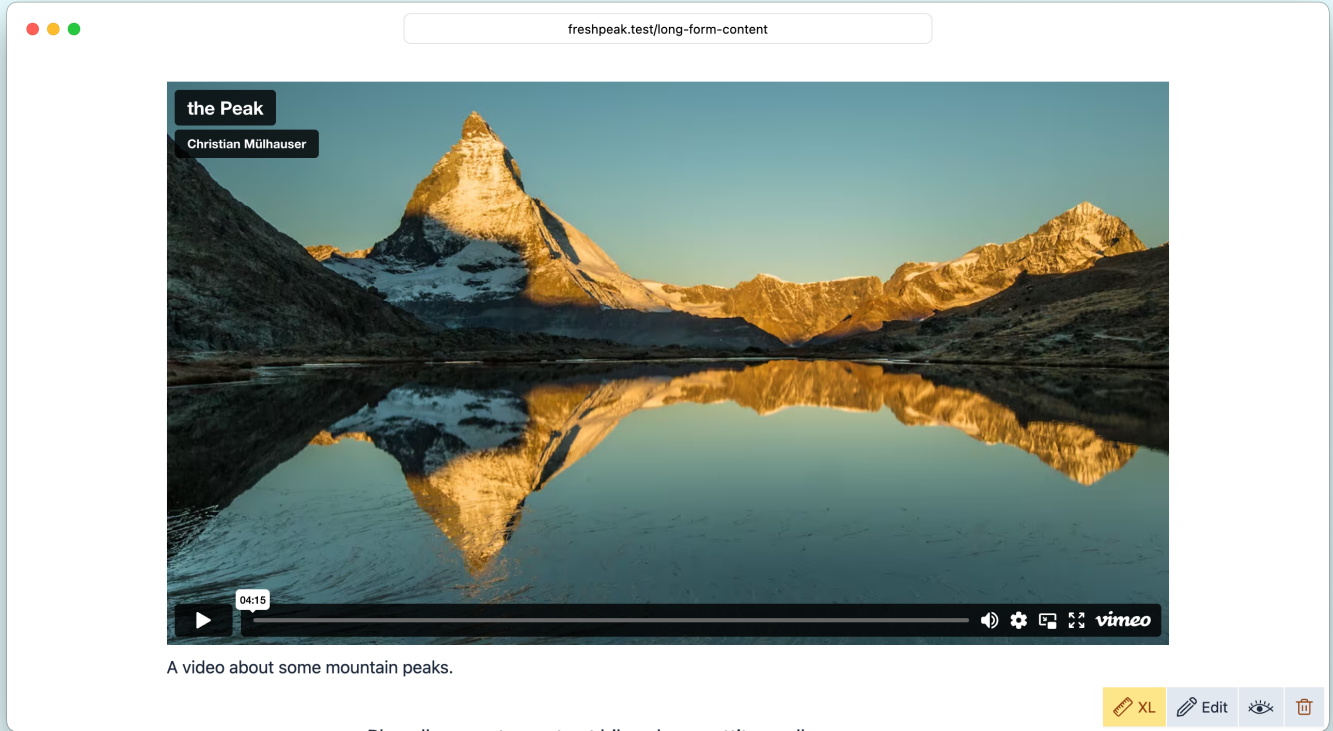 freshpeak.test/long-form-content
the Peak
Christian Mülhauser
04:15
vimeo
A video about some mountain peaks.
XL
Edit